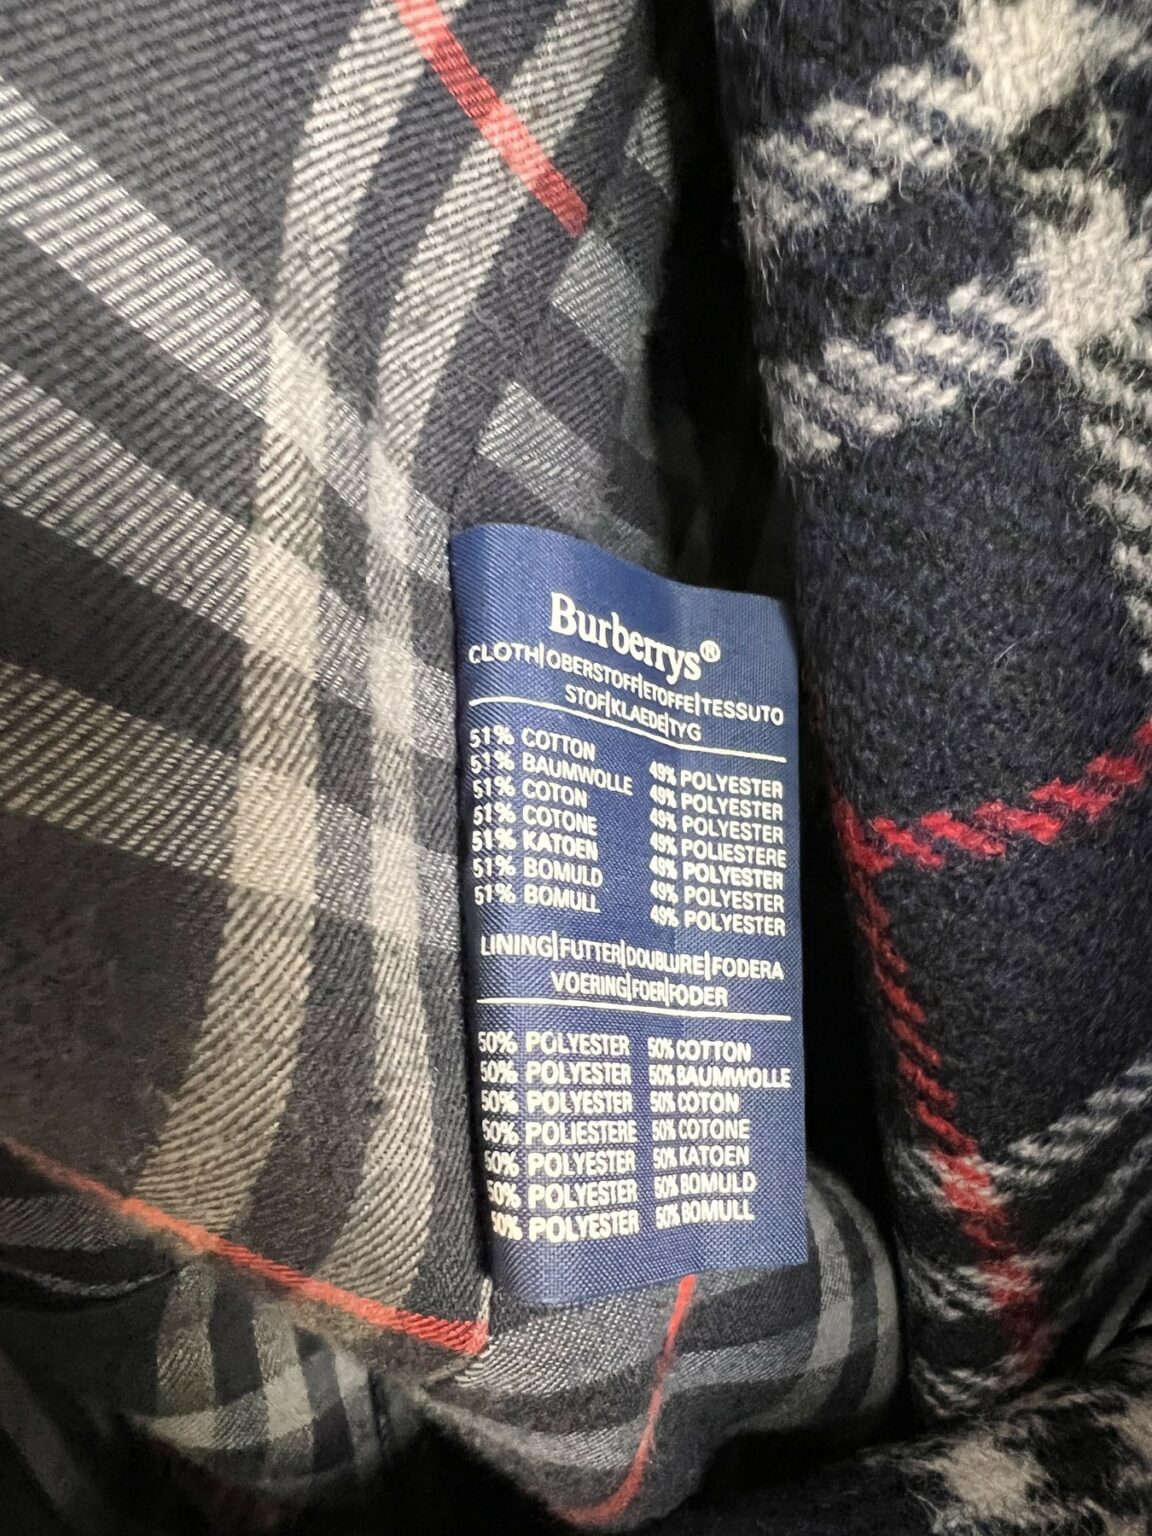 Burberrys®
CLOTH|OBERSTOFF|ETOFFE|TESSUTO
STOF|KLAEDE|TYG
51% COTTON 49% POLYESTER
51% BAUMWOLLE 49% POLYESTER
51% COTON 49% POLYESTER
51% COTONE 49% POLIESTERE
51% KATOEN 49% POLYESTER
51% BOMULD 49% POLYESTER
51% BOMULL 49% POLYESTER
LINING|FUTTER|DOUBLURE|FODERA
VOERING|FOER|FODER
50% POLYESTER 50% COTTON
50% POLYESTER 50% BAUMWOLLE
50% POLYESTER 50% COTON
50% POLIESTERE 50% COTONE
50% POLYESTER 50% KATOEN
50% POLYESTER 50% BOMULD
50% POLYESTER 50% BOMULL